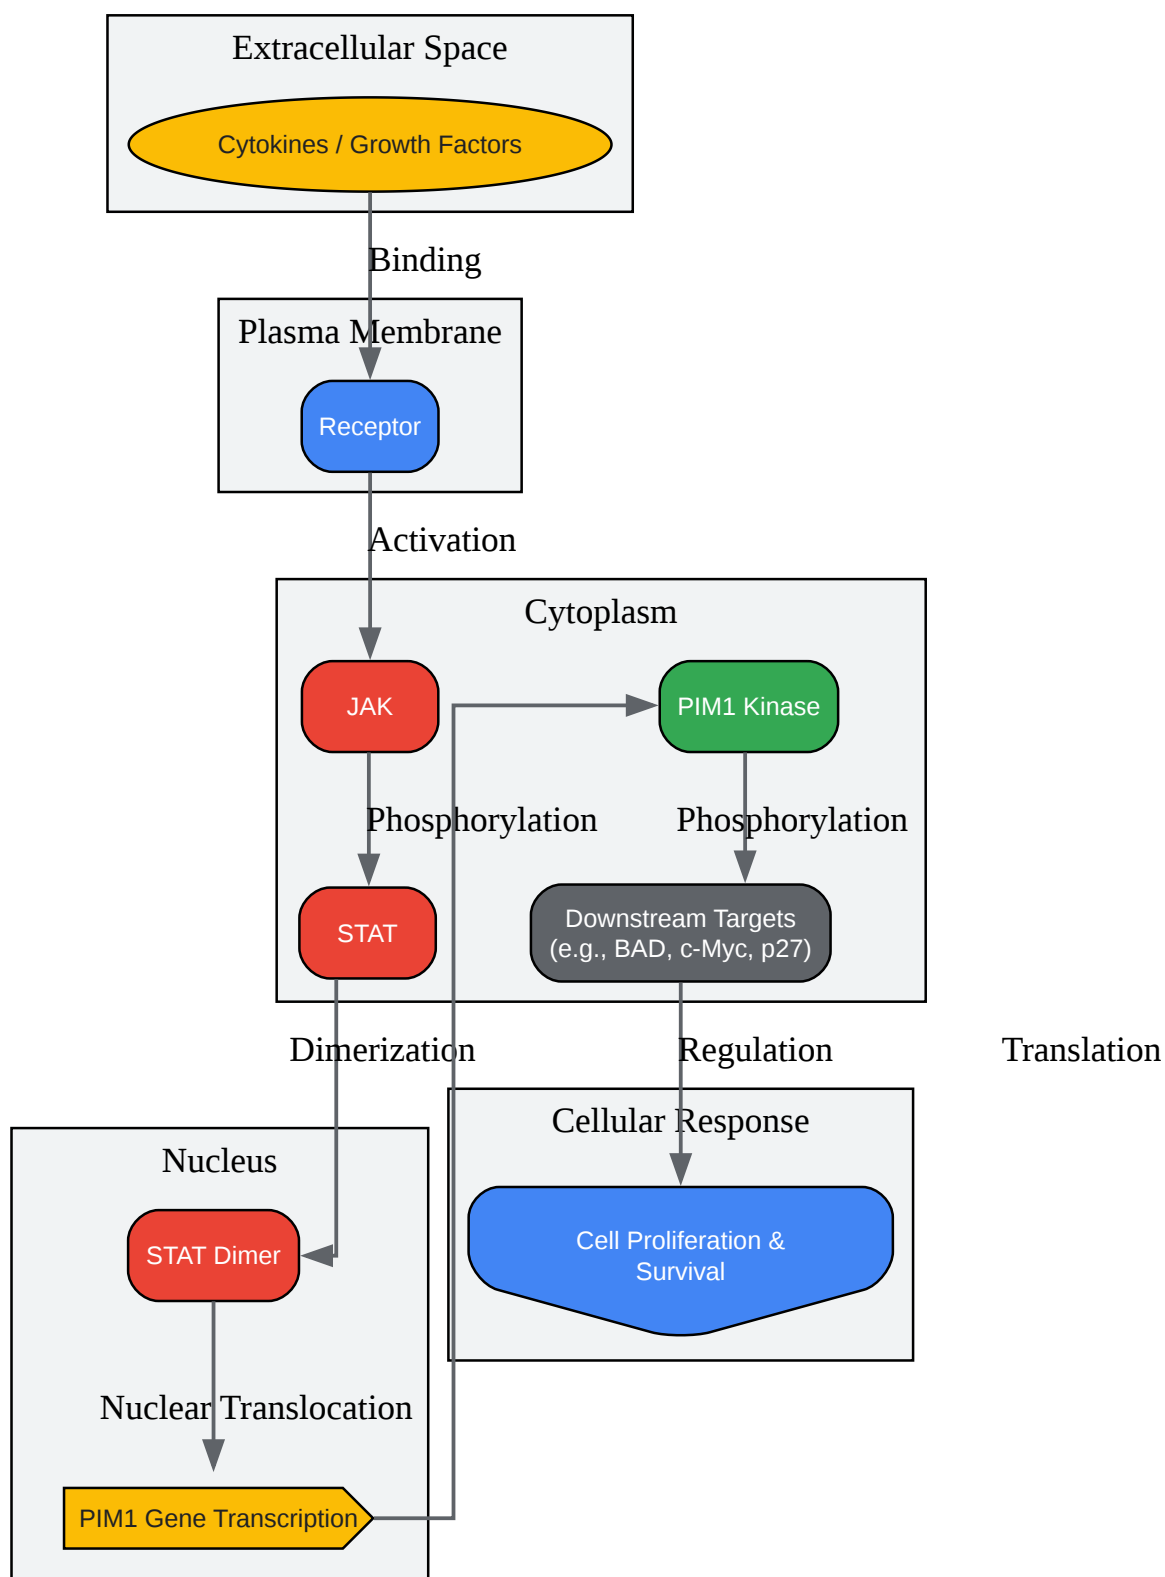 Extracellular Space
Cytokines / Growth Factors
Binding
Plasma Membrane
Receptor
Activation
Cytoplasm
JAK
PIM1 Kinase
Phosphorylation
Phosphorylation
STAT
Downstream Targets
(e.g., BAD, c-Myc, p27)
Dimerization
Regulation
Translation
Cellular Response
Nucleus
STAT Dimer
Cell Proliferation &
Survival
Nuclear Translocation
PIM1 Gene Transcription